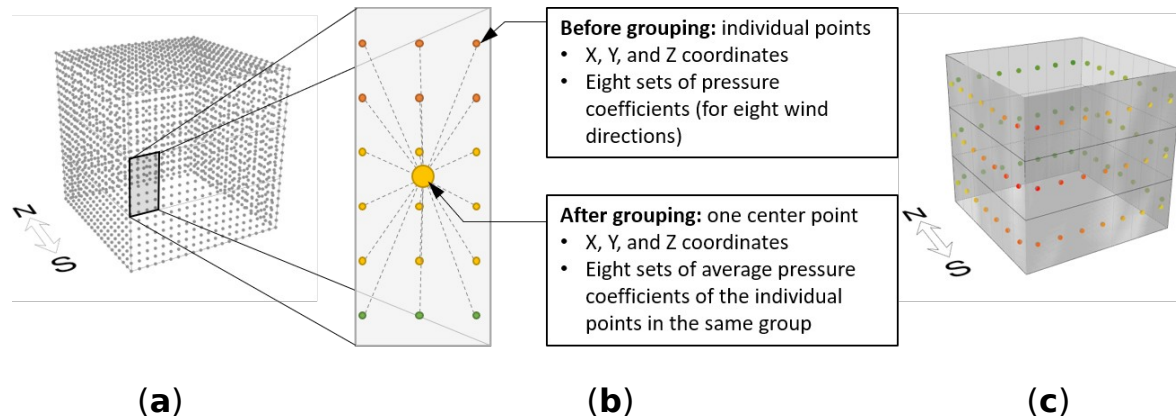 Before grouping: individual points
• X, Y, and Z coordinates
• Eight sets of pressure
coefficients (for eight wind
directions)
After grouping: one center point
• X, Y, and Z coordinates
• Eight sets of average pressure
coefficients of the individual
points in the same group
N
S
N
S
(a)
(b)
(c)